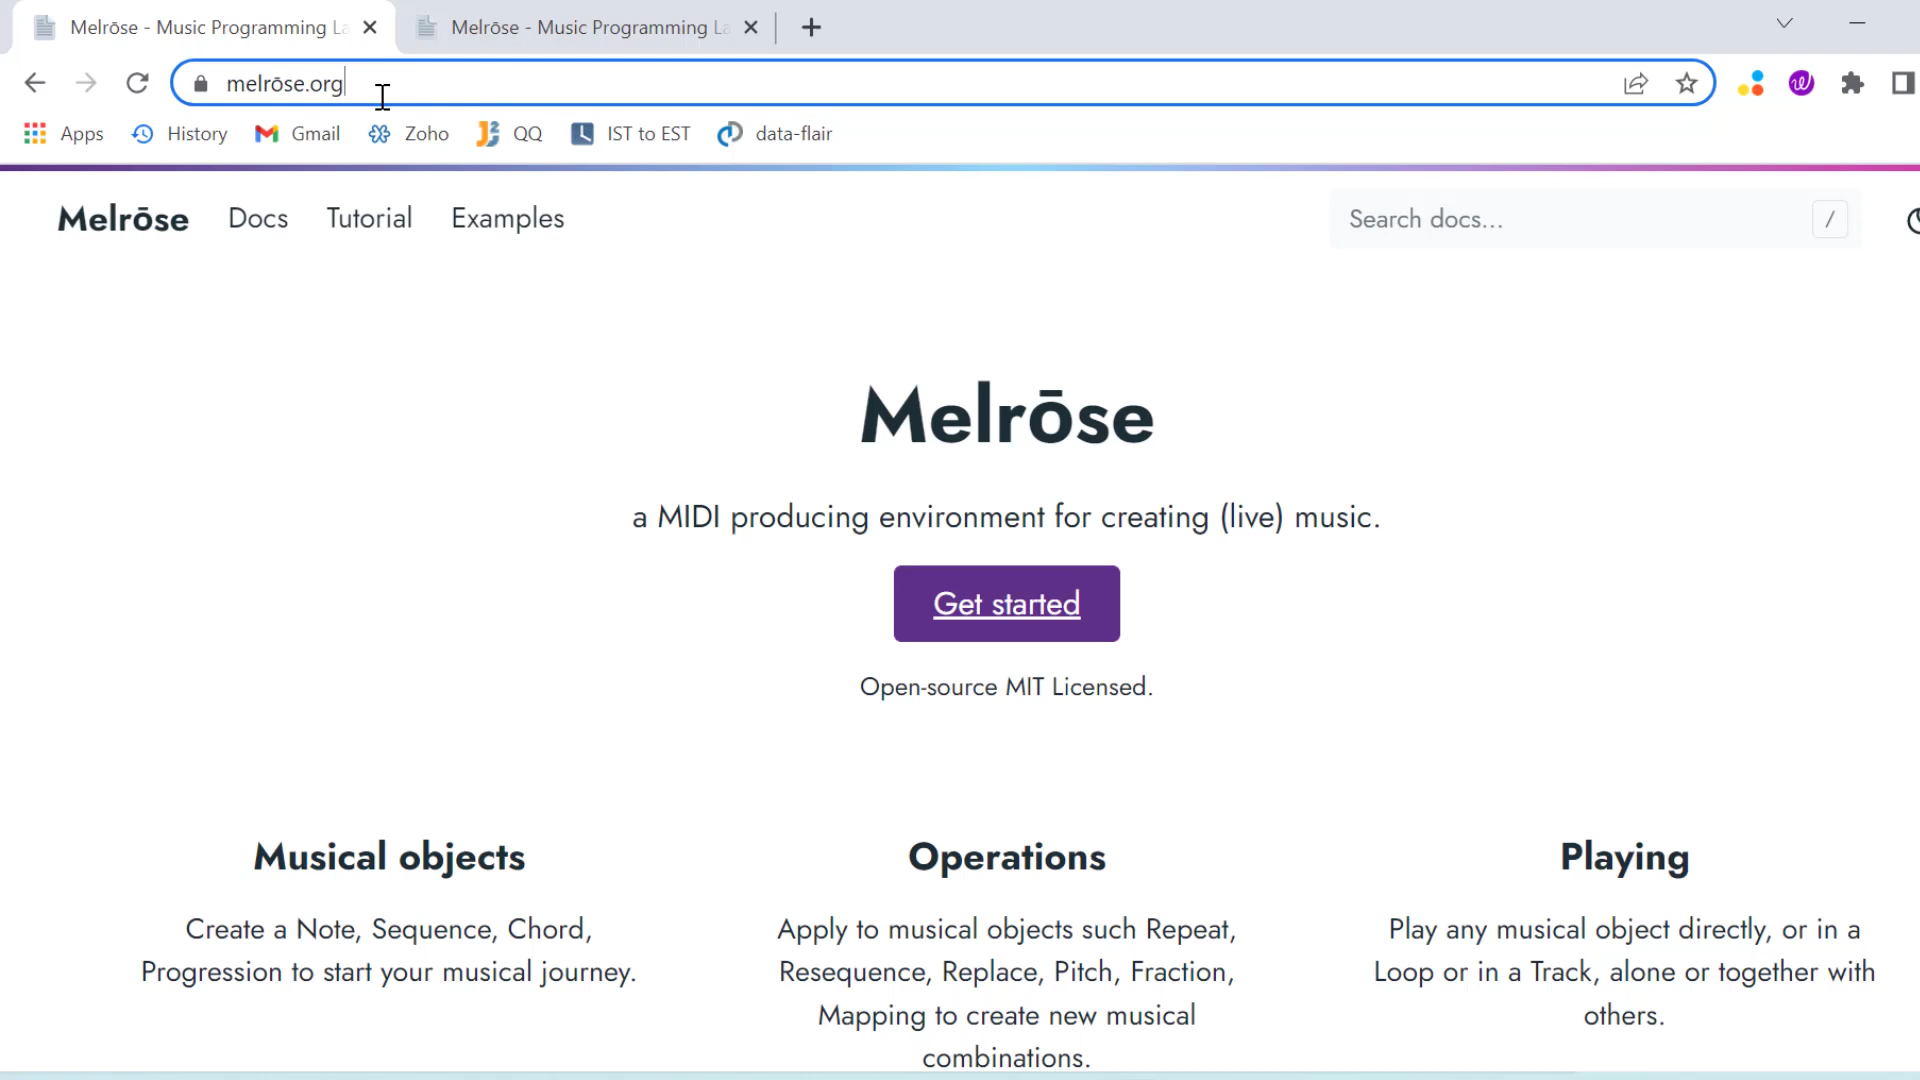 Melrōse - Music Programming La
Melrōse - Music Programming La
melrōse.org
Apps
History
Gmail
Zoho
QQ
IST to EST
data-flair
Melrōse
Docs
Tutorial
Examples
Search docs...
/
Melrōse
a MIDI producing environment for creating (live) music.
Get started
Open-source MIT Licensed.
Musical objects
Create a Note, Sequence, Chord,
Progression to start your musical journey.
Operations
Apply to musical objects such Repeat,
Resequence, Replace, Pitch, Fraction,
Mapping to create new musical
combinations.
Playing
Play any musical object directly, or in a
Loop or in a Track, alone or together with
others.